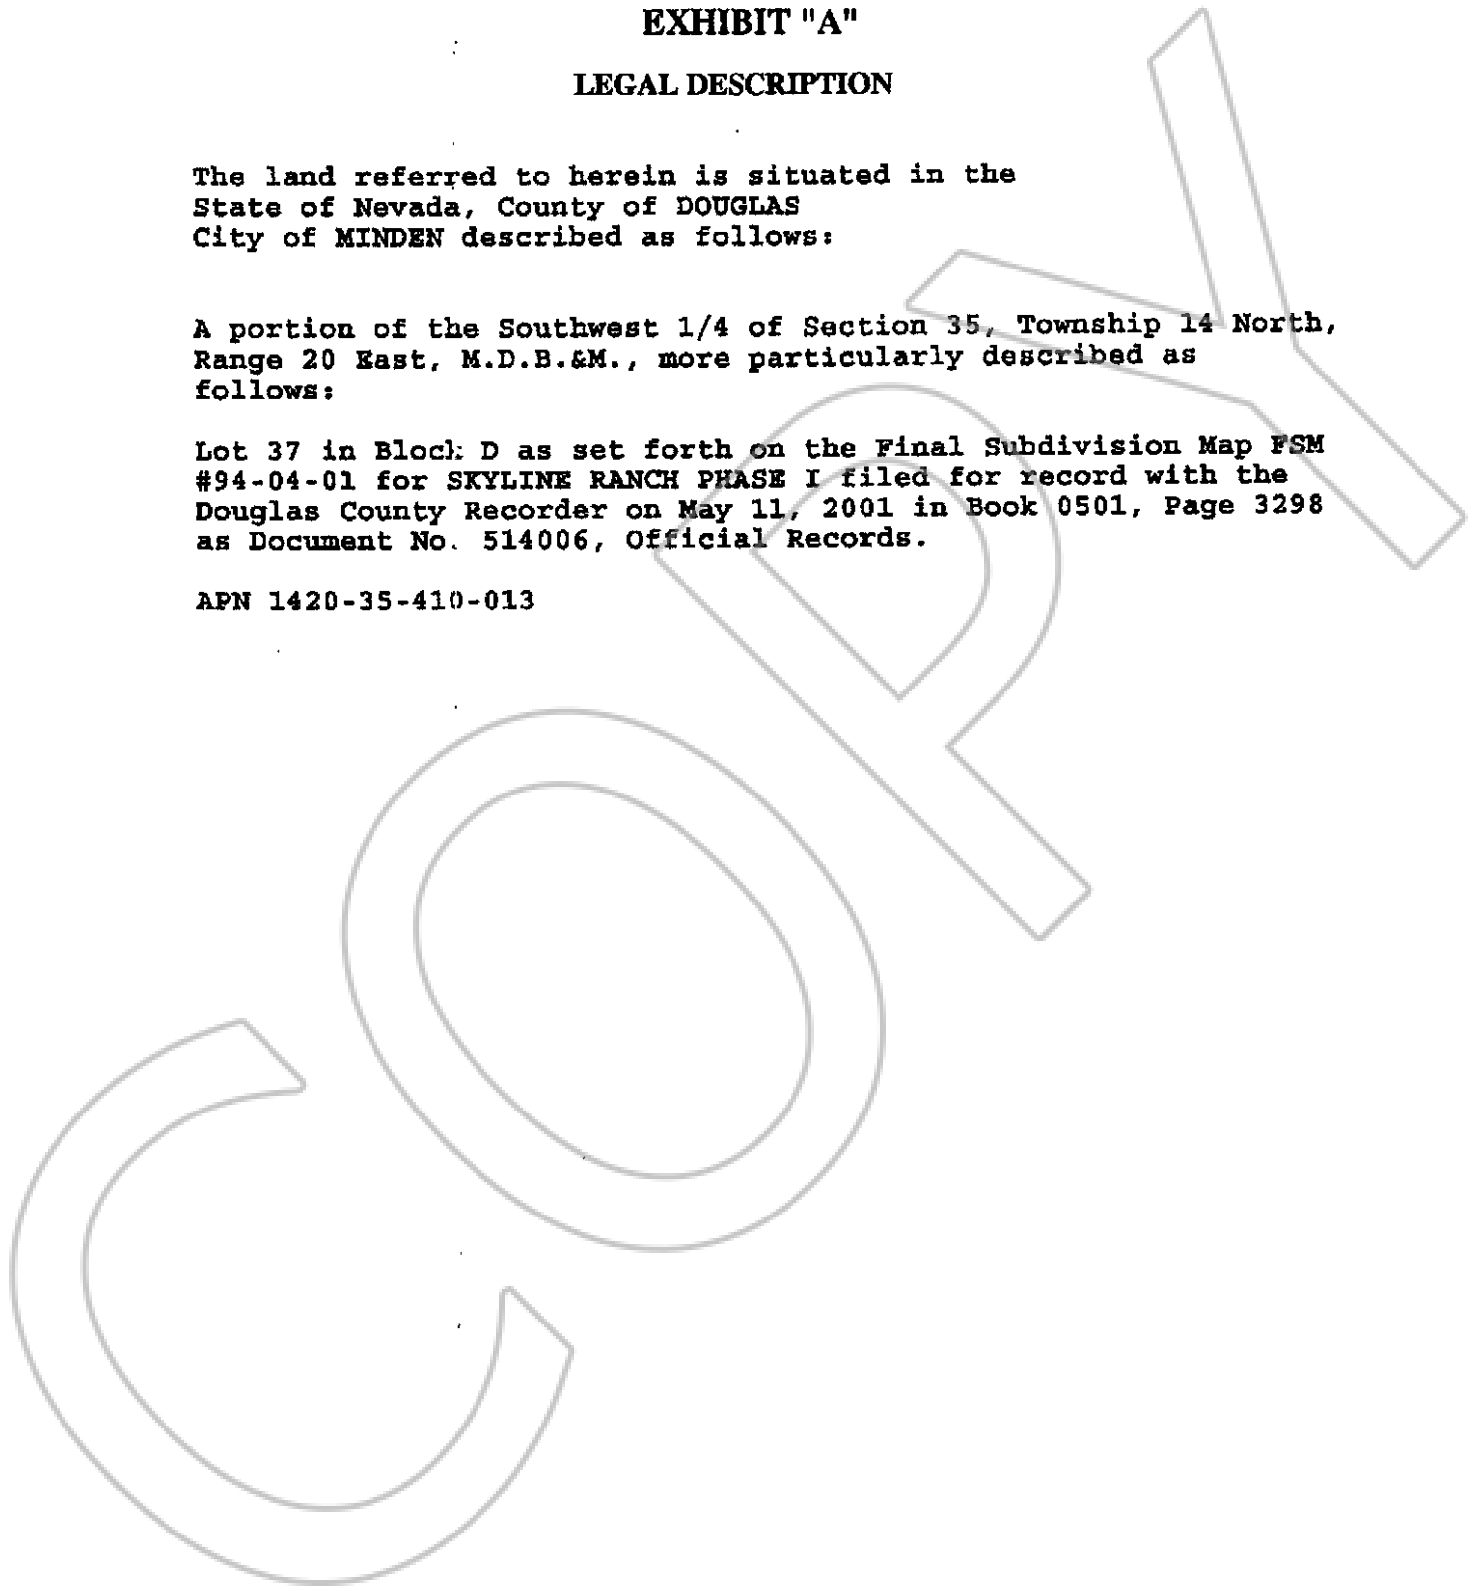 EXHIBIT "A"
LEGAL DESCRIPTION
The land referred to herein is situated in the
State of Nevada, County of DOUGLAS
City of MINDEN described as follows:
A portion of the Southwest 1/4 of Section 35, Township 14 North,
Range 20 East, M.D.B.&M., more particularly described as
follows:
Lot 37 in Block D as set forth on the Final Subdivision Map FSM
#94-04-01 for SKYLINE RANCH PHASE I filed for record with the
Douglas County Recorder on May 11, 2001 in Book 0501, Page 3298
as Document No. 514006, Official Records.
APN 1420-35-410-013
COPY